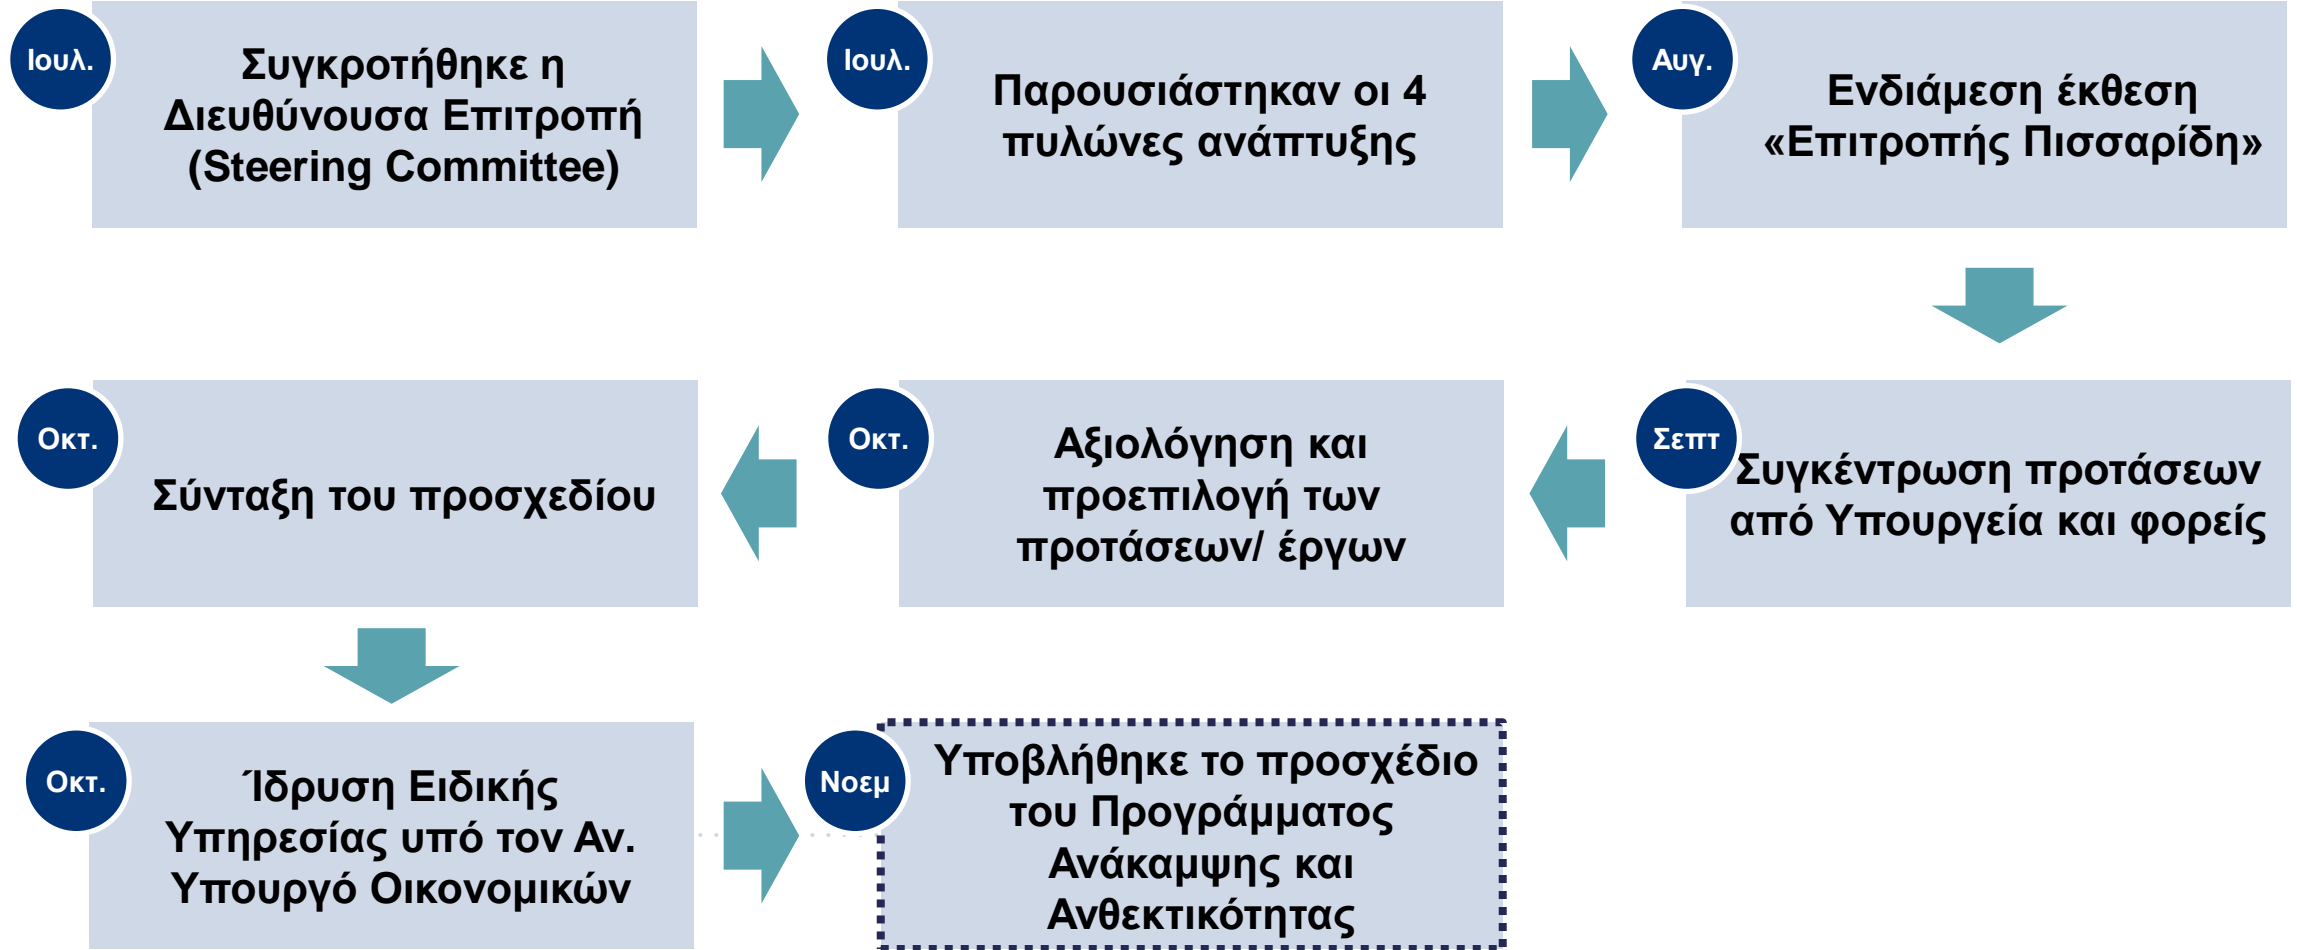 Ιουλ.
Συγκροτήθηκε η
Διευθύνουσα Επιτροπή
(Steering Committee)
Ιουλ.
Παρουσιάστηκαν οι 4
πυλώνες ανάπτυξης
Αυγ.
Ενδιάμεση έκθεση
«Επιτροπής Πισσαρίδη»
Σεπτ
Συγκέντρωση προτάσεων
από Υπουργεία και φορείς
Οκτ.
Αξιολόγηση και
προεπιλογή των
προτάσεων/ έργων
Οκτ.
Σύνταξη του προσχεδίου
Οκτ.
Ίδρυση Ειδικής
Υπηρεσίας υπό τον Αν.
Υπουργό Οικονομικών
Νοεμ
Υποβλήθηκε το προσχέδιο
του Προγράμματος
Ανάκαμψης και
Ανθεκτικότητας